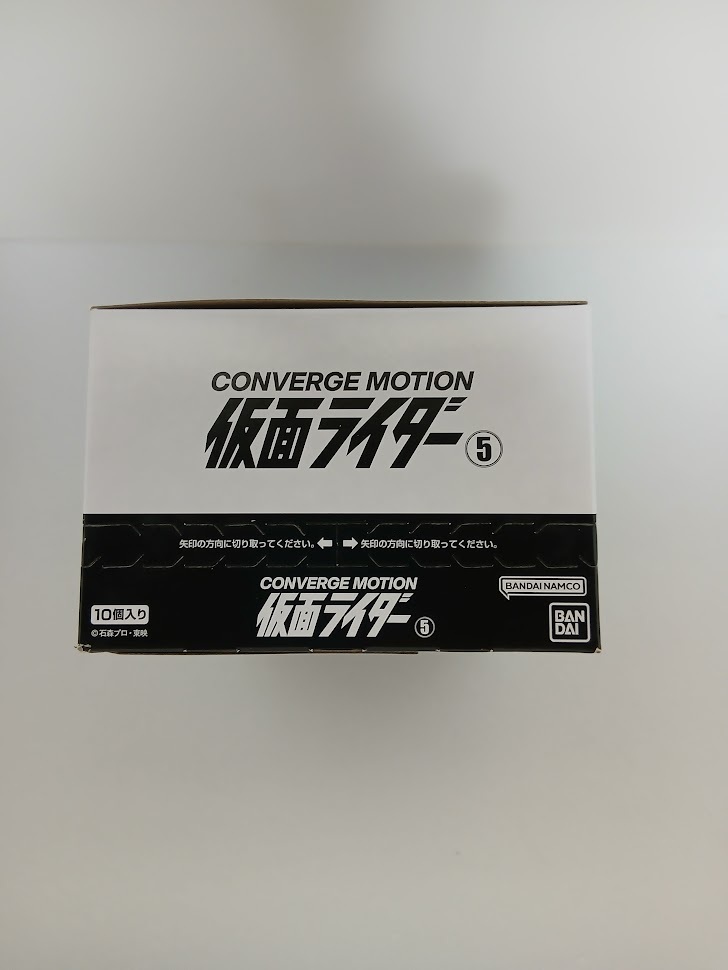 CONVERGE MOTION
仮面ライダー⑤
矢印の方向に切り取ってください。⬅ ➡矢印の方向に切り取ってください。
CONVERGE MOTION
仮面ライダー⑤
BANDAI NAMCO
10個入り
©石森プロ・東映
BAN
DAI